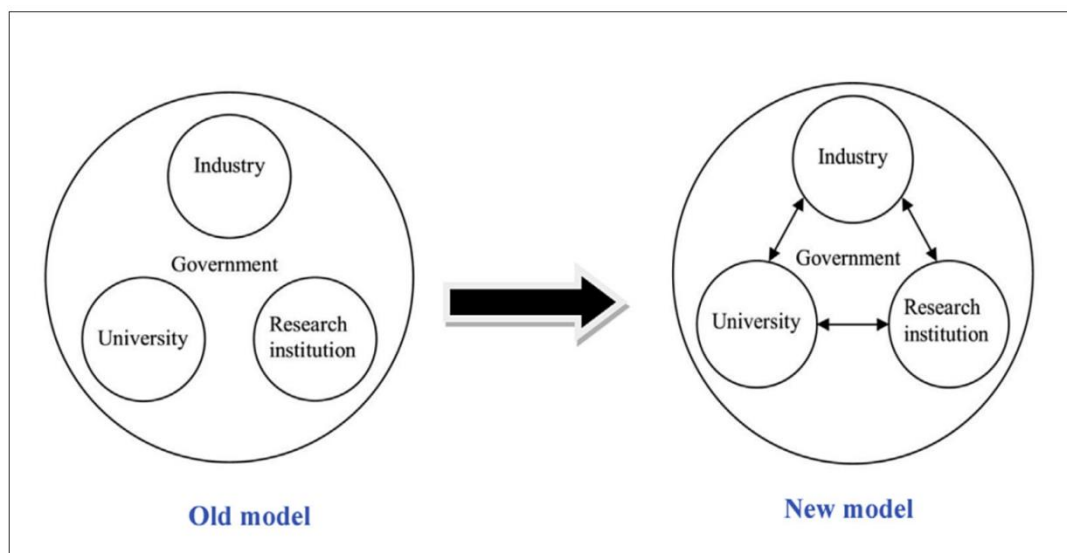 Industry
Government
University
Research
institution
Old model
Industry
Government
University
Research
institution
New model